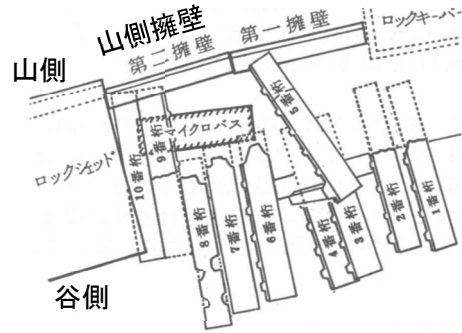 山側
山側擁壁
第二擁壁
第一擁壁
ロックキーパー
ロックシェッド
マイクロバス
10番桁
9番桁
8番桁
7番桁
6番桁
5番桁
4番桁
3番桁
2番桁
1番桁
谷側